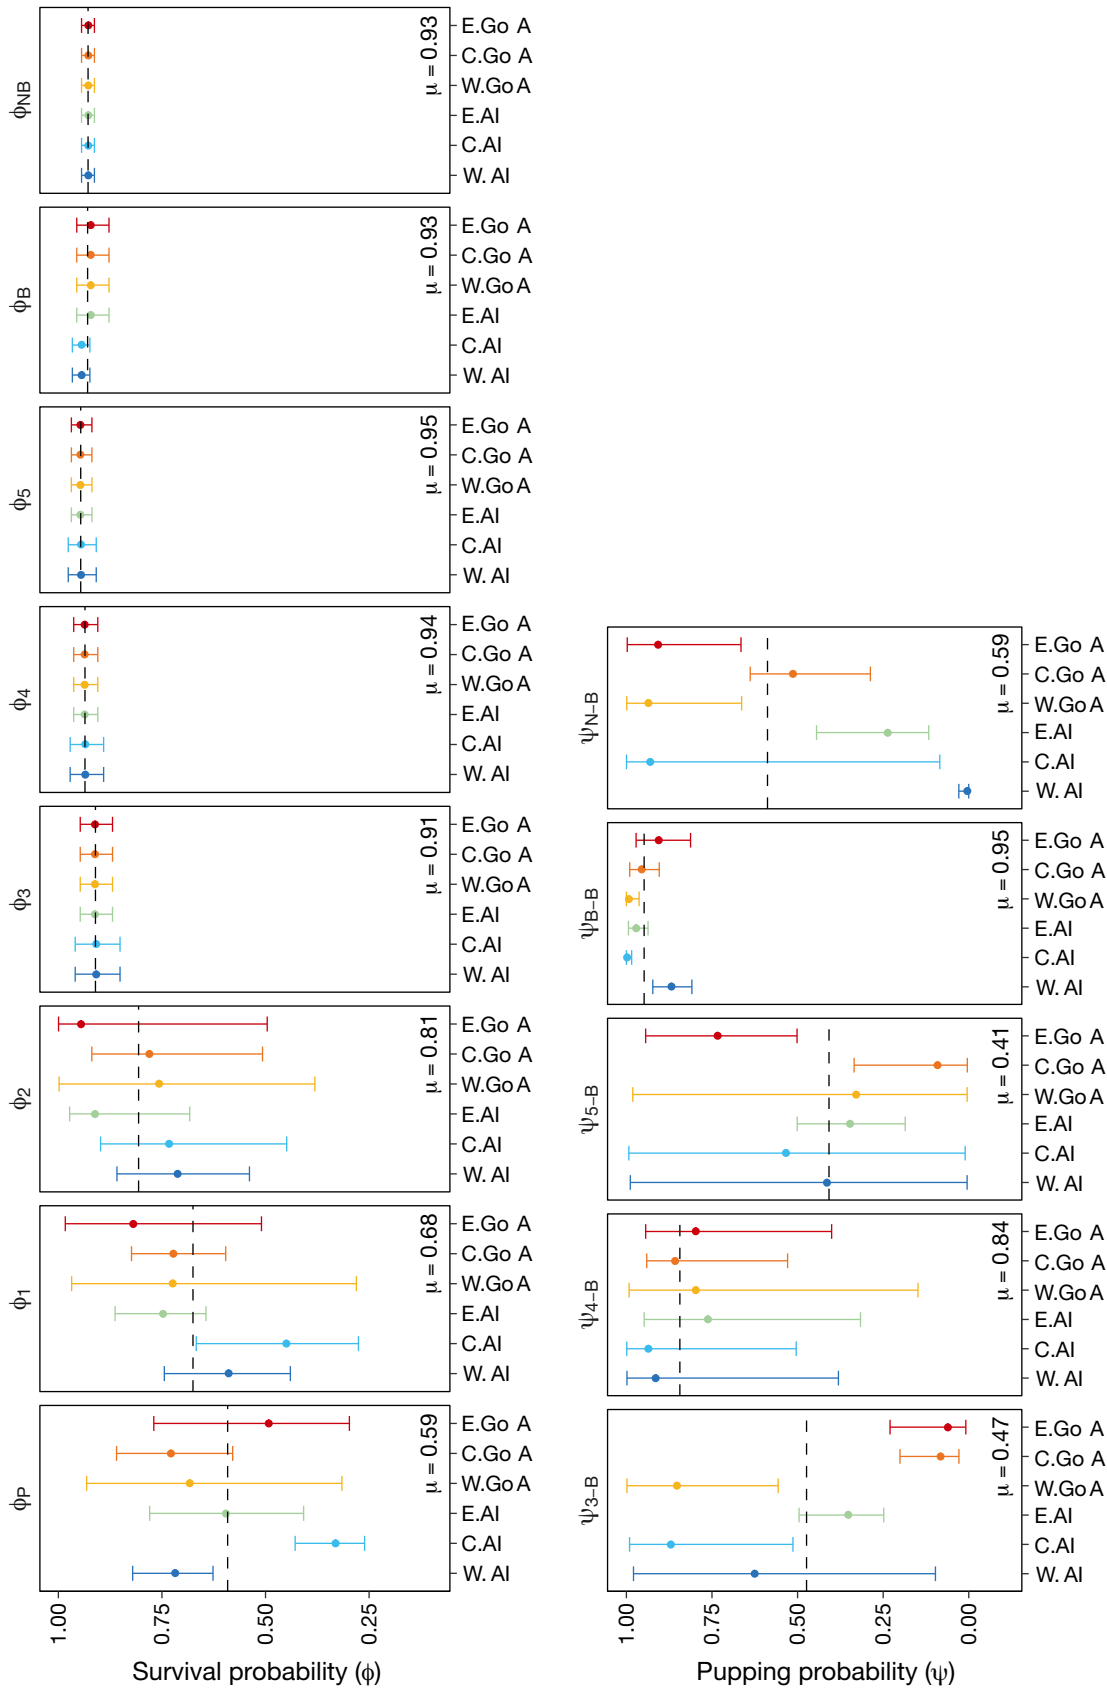 ϕP
ϕ1
ϕ2
ϕ3
ϕ4
ϕ5
ϕB
ϕNB
1.00
0.75
0.50
0.25
Survival probability (ϕ)
μ = 0.59
μ = 0.68
μ = 0.81
μ = 0.91
μ = 0.94
μ = 0.95
μ = 0.93
μ = 0.93
W. AI C.AI E.AI W.Go A C.Go A E.Go A
W. AI C.AI E.AI W.Go A C.Go A E.Go A
W. AI C.AI E.AI W.Go A C.Go A E.Go A
W. AI C.AI E.AI W.Go A C.Go A E.Go A
W. AI C.AI E.AI W.Go A C.Go A E.Go A
W. AI C.AI E.AI W.Go A C.Go A E.Go A
W. AI C.AI E.AI W.Go A C.Go A E.Go A
W. AI C.AI E.AI W.Go A C.Go A E.Go A
ψ3–B
ψ4–B
ψ5–B
ψB–B
ψN–B
1.00
0.75
0.50
0.25
0.00
Pupping probability (ψ)
μ = 0.47
μ = 0.84
μ = 0.41
μ = 0.95
μ = 0.59
W. AI C.AI E.AI W.Go A C.Go A E.Go A
W. AI C.AI E.AI W.Go A C.Go A E.Go A
W. AI C.AI E.AI W.Go A C.Go A E.Go A
W. AI C.AI E.AI W.Go A C.Go A E.Go A
W. AI C.AI E.AI W.Go A C.Go A E.Go A